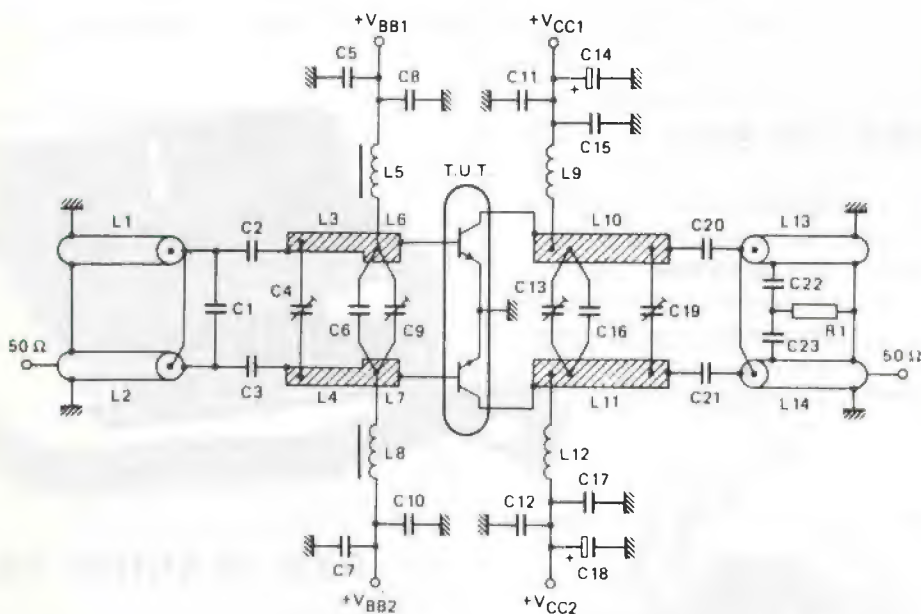 +VBB1 +VCC1
C5 C8 C11 C14
+
C15
L5 T.U.T. L9
L1 C2 L3 L6 L10 C20 L13
C4 C1 C6 C9 C13 C16 C19 C22 R1 C23
50 Ω 50 Ω
L2 C3 L4 L7 L11 C21 L14
L8 L12
C10 C12 C17
C7 + C18
+VBB2 +VCC2